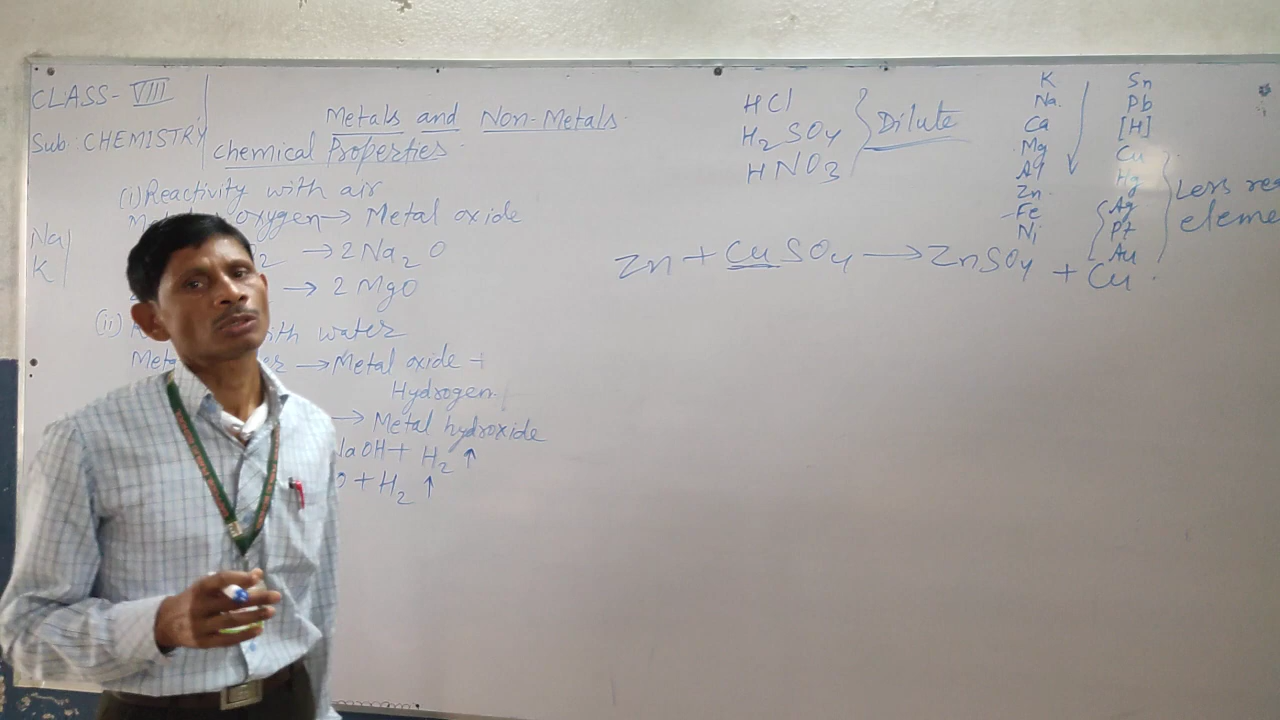 CLASS-VIII
Sub: CHEMISTRY
Metals and Non-Metals
Chemical Properties
(i) Reactivity with air
oxygen → Metal oxide
Na
K
→ 2Na2O
→ 2MgO
(ii)
with water
→ Metal oxide +
Hydrogen
→ Metal hydroxide
NaOH + H2 ↑
O + H2 ↑
HCl
H2SO4
HNO3
Dilute
K
Na
Ca
Mg
Al
Zn
Fe
Ni
Sn
Pb
[H]
Cu
Hg
Ag
Pt
Au
Less
Zn + CuSO4 → ZnSO4 + Cu